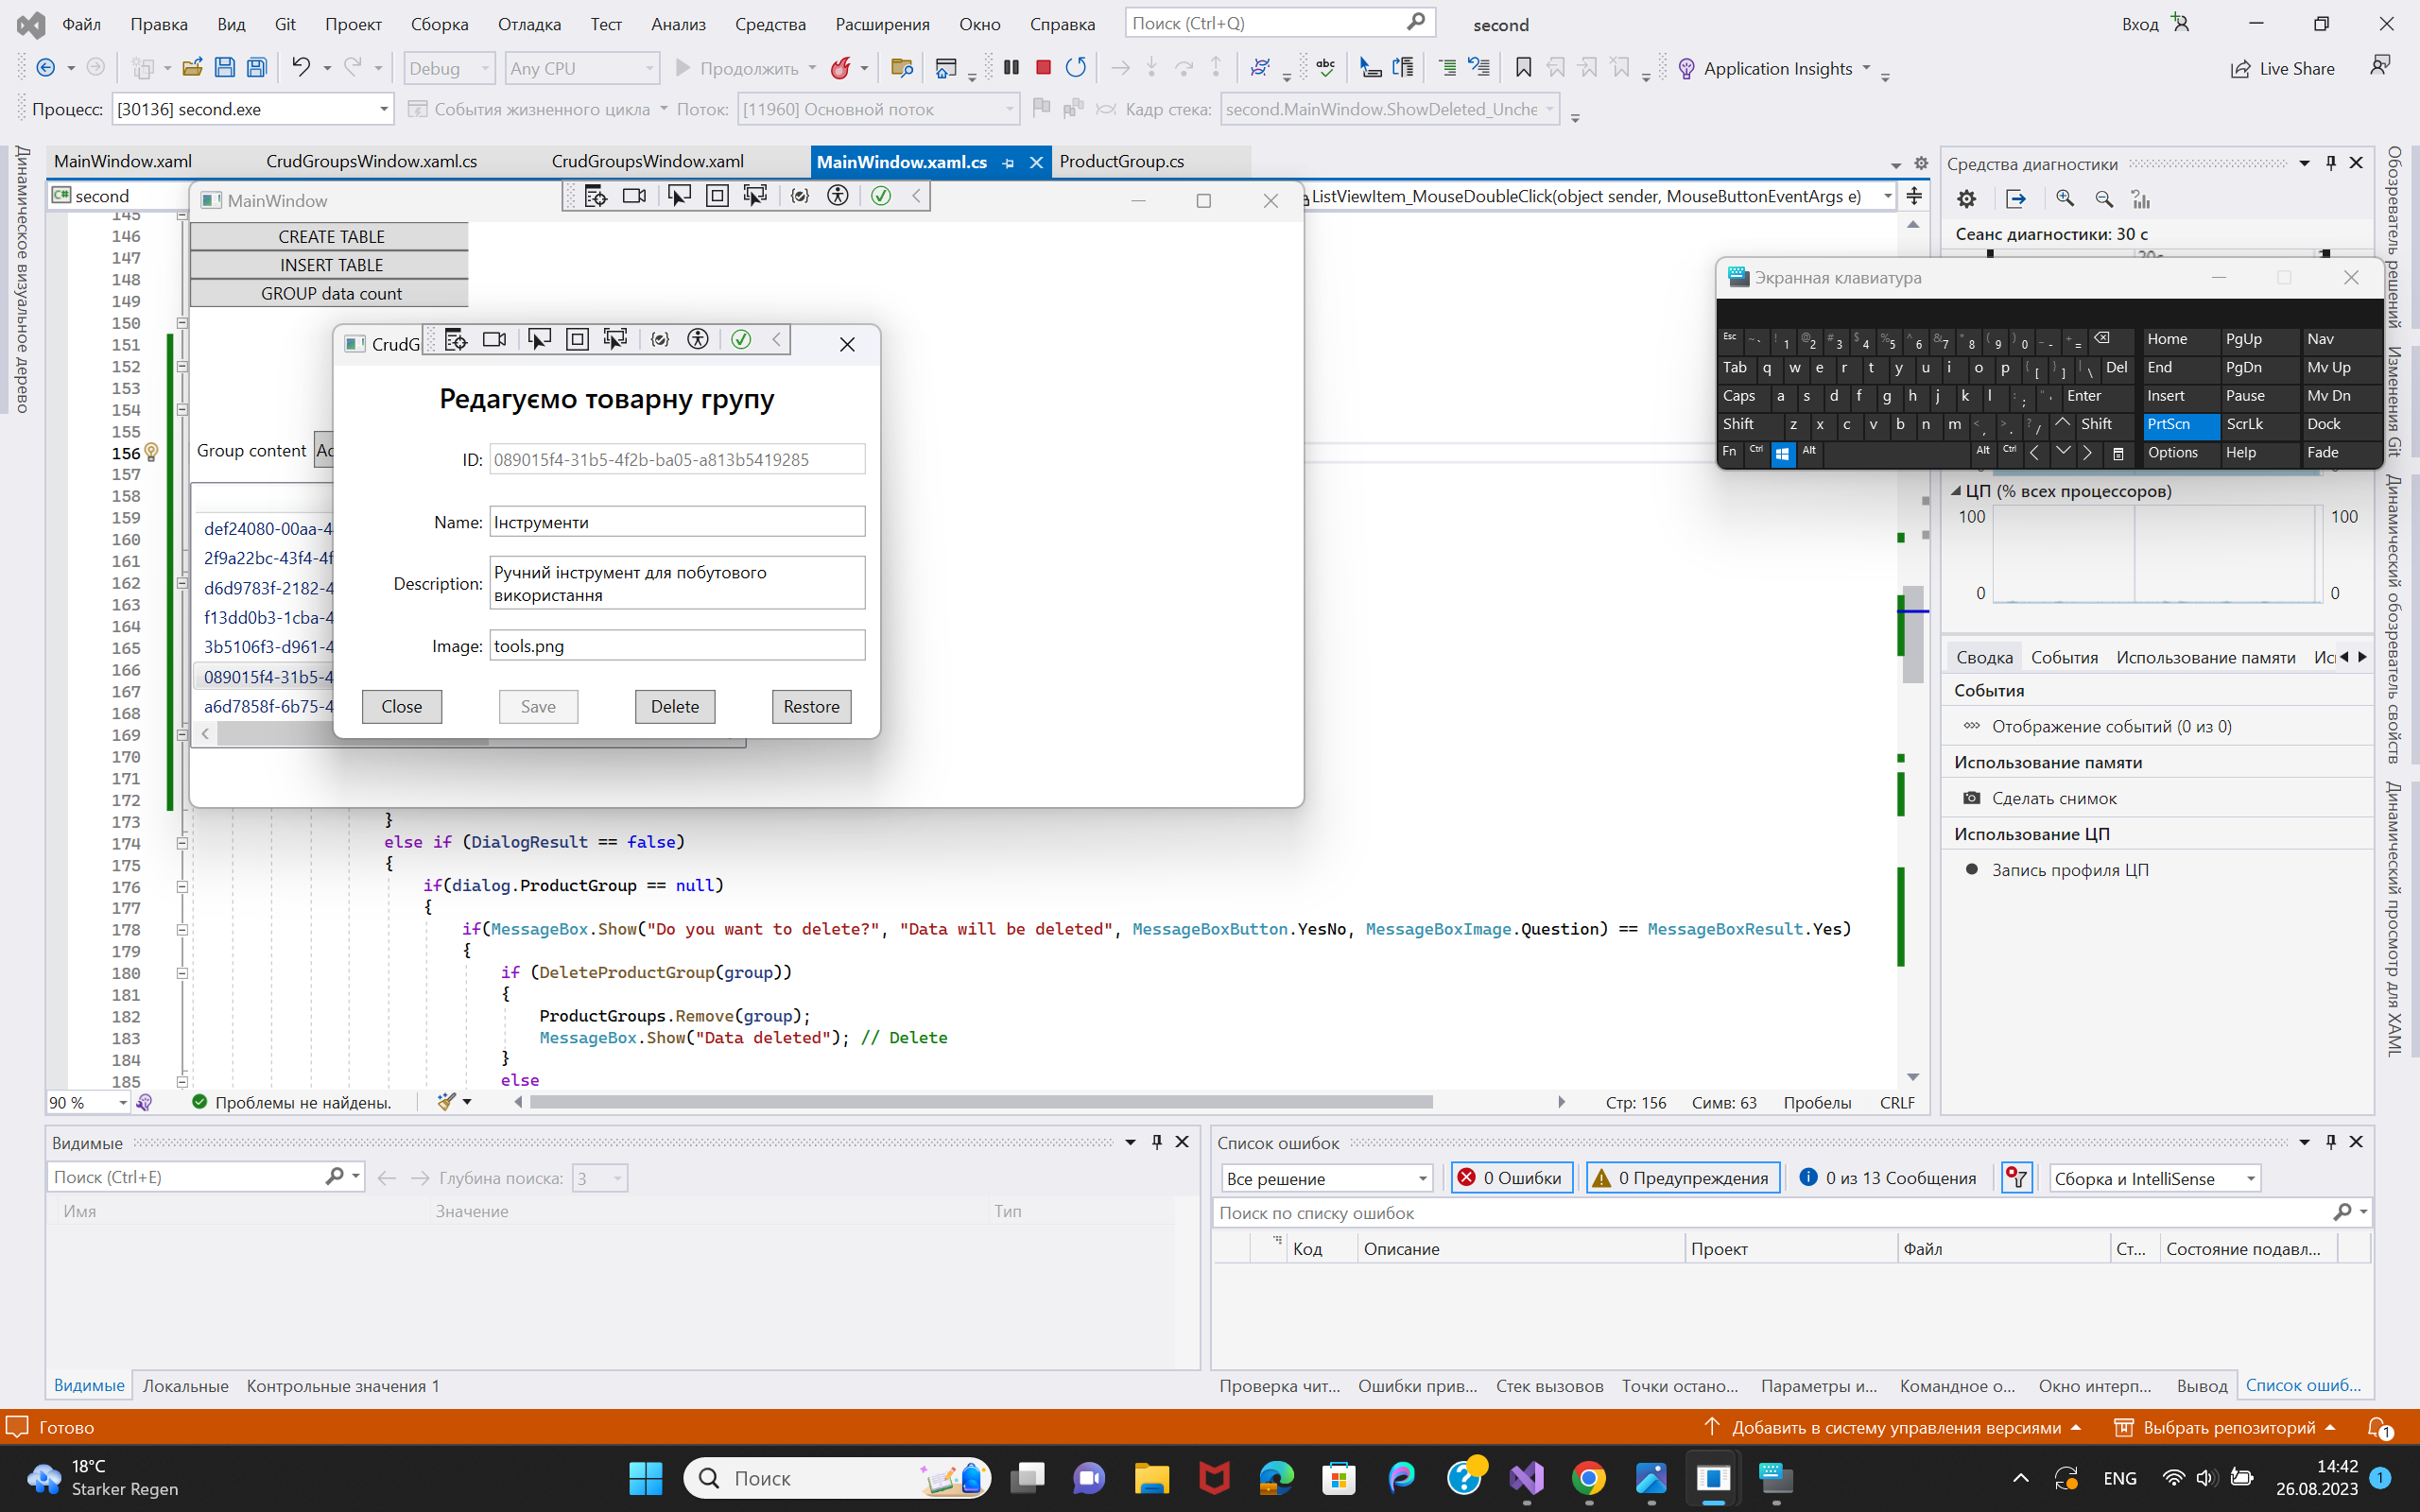 Файл Правка Вид Git Проект Сборка Отладка Тест Анализ Средства Расширения Окно Справка Поиск (Ctrl+Q) second Вход
Debug Any CPU Продолжить Application Insights Live Share
Процесс: [30136] second.exe События жизненного цикла Поток: [11960] Основной поток Кадр стека: second.MainWindow.ShowDeleted_Unche
MainWindow.xaml CrudGroupsWindow.xaml.cs CrudGroupsWindow.xaml MainWindow.xaml.cs ProductGroup.cs
second
ListViewItem_MouseDoubleClick(object sender, MouseButtonEventArgs e)
MainWindow
CREATE TABLE
INSERT TABLE
GROUP data count
Group content
def24080-00aa-4
2f9a22bc-43f4-4f
d6d9783f-2182-4
f13dd0b3-1cba-4
3b5106f3-d961-4
089015f4-31b5-4
a6d7858f-6b75-4
CrudG
Редагуємо товарну групу
ID: 089015f4-31b5-4f2b-ba05-a813b5419285
Name: Інструменти
Description: Ручний інструмент для побутового
використання
Image: tools.png
Close Save Delete Restore
145
146
147
148
149
150
151
152
153
154
155
156
157
158
159
160
161
162
163
164
165
166
167
168
169
170
171
172
173 }
174 else if (DialogResult == false)
175 {
176 if(dialog.ProductGroup == null)
177 {
178 if(MessageBox.Show("Do you want to delete?", "Data will be deleted", MessageBoxButton.YesNo, MessageBoxImage.Question) == MessageBoxResult.Yes)
179 {
180 if (DeleteProductGroup(group))
181 {
182 ProductGroups.Remove(group);
183 MessageBox.Show("Data deleted"); // Delete
184 }
185 else
90 % Проблемы не найдены. Стр: 156 Симв: 63 Пробелы CRLF
Динамическое визуальное дерево
Средства диагностики
Сеанс диагностики: 30 с
Экранная клавиатура
Esc ~ ` ! 1 @ 2 # 3 $ 4 % 5 ^ 6 & 7 * 8 ( 9 ) 0 _ - + = Home PgUp Nav
Tab q w e r t y u i o p { [ } ] | \ Del End PgDn Mv Up
Caps a s d f g h j k l : ; " ' Enter Insert Pause Mv Dn
Shift z x c v b n m < , > . ? / Shift PrtScn ScrLk Dock
Fn Ctrl Alt Alt Ctrl Options Help Fade
ЦП (% всех процессоров)
100 100
0 0
Сводка События Использование памяти
События
Отображение событий (0 из 0)
Использование памяти
Сделать снимок
Использование ЦП
Запись профиля ЦП
Обозреватель решений
Изменения Git
Динамический обозреватель свойств
Динамический просмотр для XAML
Видимые
Поиск (Ctrl+E) Глубина поиска: 3
Имя Значение Тип
Видимые Локальные Контрольные значения 1
Список ошибок
Все решение 0 Ошибки 0 Предупреждения 0 из 13 Сообщения Сборка и IntelliSense
Поиск по списку ошибок
Код Описание Проект Файл Ст... Состояние подавл...
Проверка чит... Ошибки прив... Стек вызовов Точки остано... Параметры и... Командное о... Окно интерп... Вывод Список ошиб...
Готово Добавить в систему управления версиями Выбрать репозиторий 1
18°C
Starker Regen
Поиск
ENG
14:42
26.08.2023
1